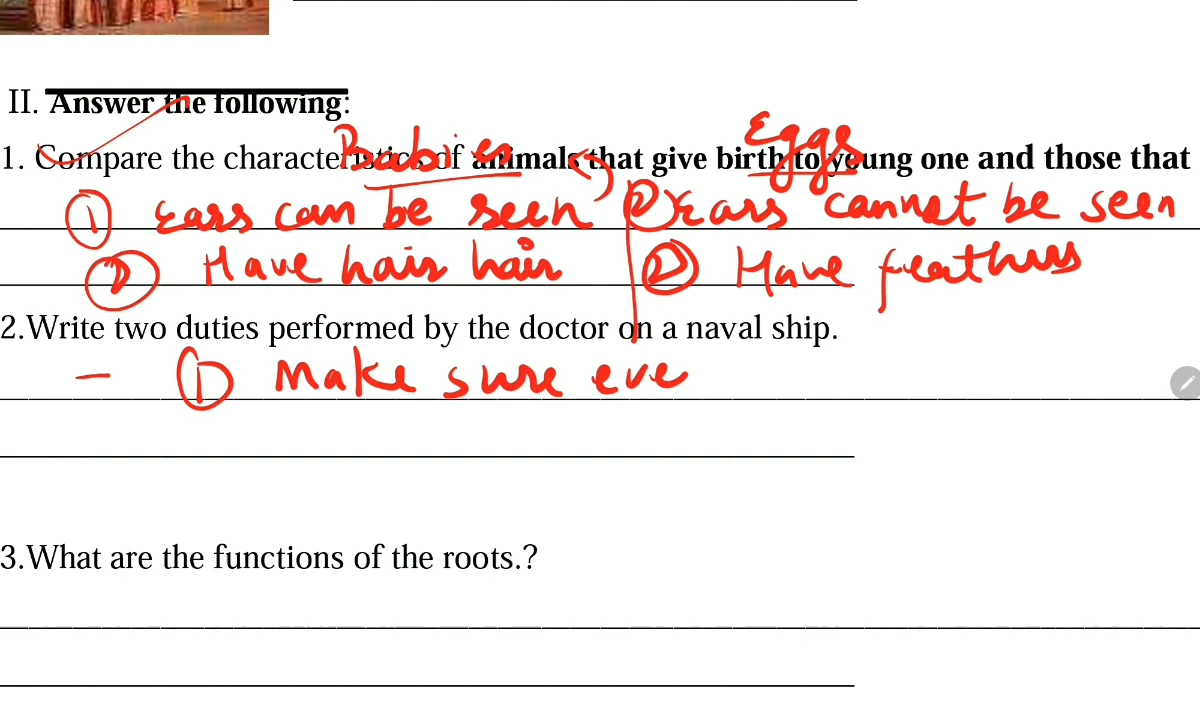 II. Answer the following:
Babies Eggs
1. Compare the characteristics of animals that give birth to young one and those that
① Ears can be seen ① Ears cannot be seen
② Have hair hair ② Have feathers
2.Write two duties performed by the doctor on a naval ship.
- ① Make sure eve
3.What are the functions of the roots.?